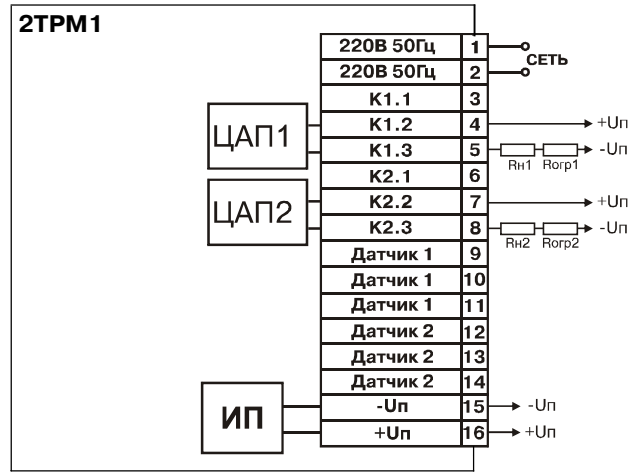 2ТРМ1
220В 50Гц 1
СЕТЬ
220В 50Гц 2
К1.1 3
ЦАП1
К1.2 4 +Uп
К1.3 5 -Uп
Rн1 Rогр1
К2.1 6
ЦАП2
К2.2 7 +Uп
К2.3 8 -Uп
Rн2 Rогр2
Датчик 1 9
Датчик 1 10
Датчик 1 11
Датчик 2 12
Датчик 2 13
Датчик 2 14
ИП
-Uп 15 -Uп
+Uп 16 +Uп